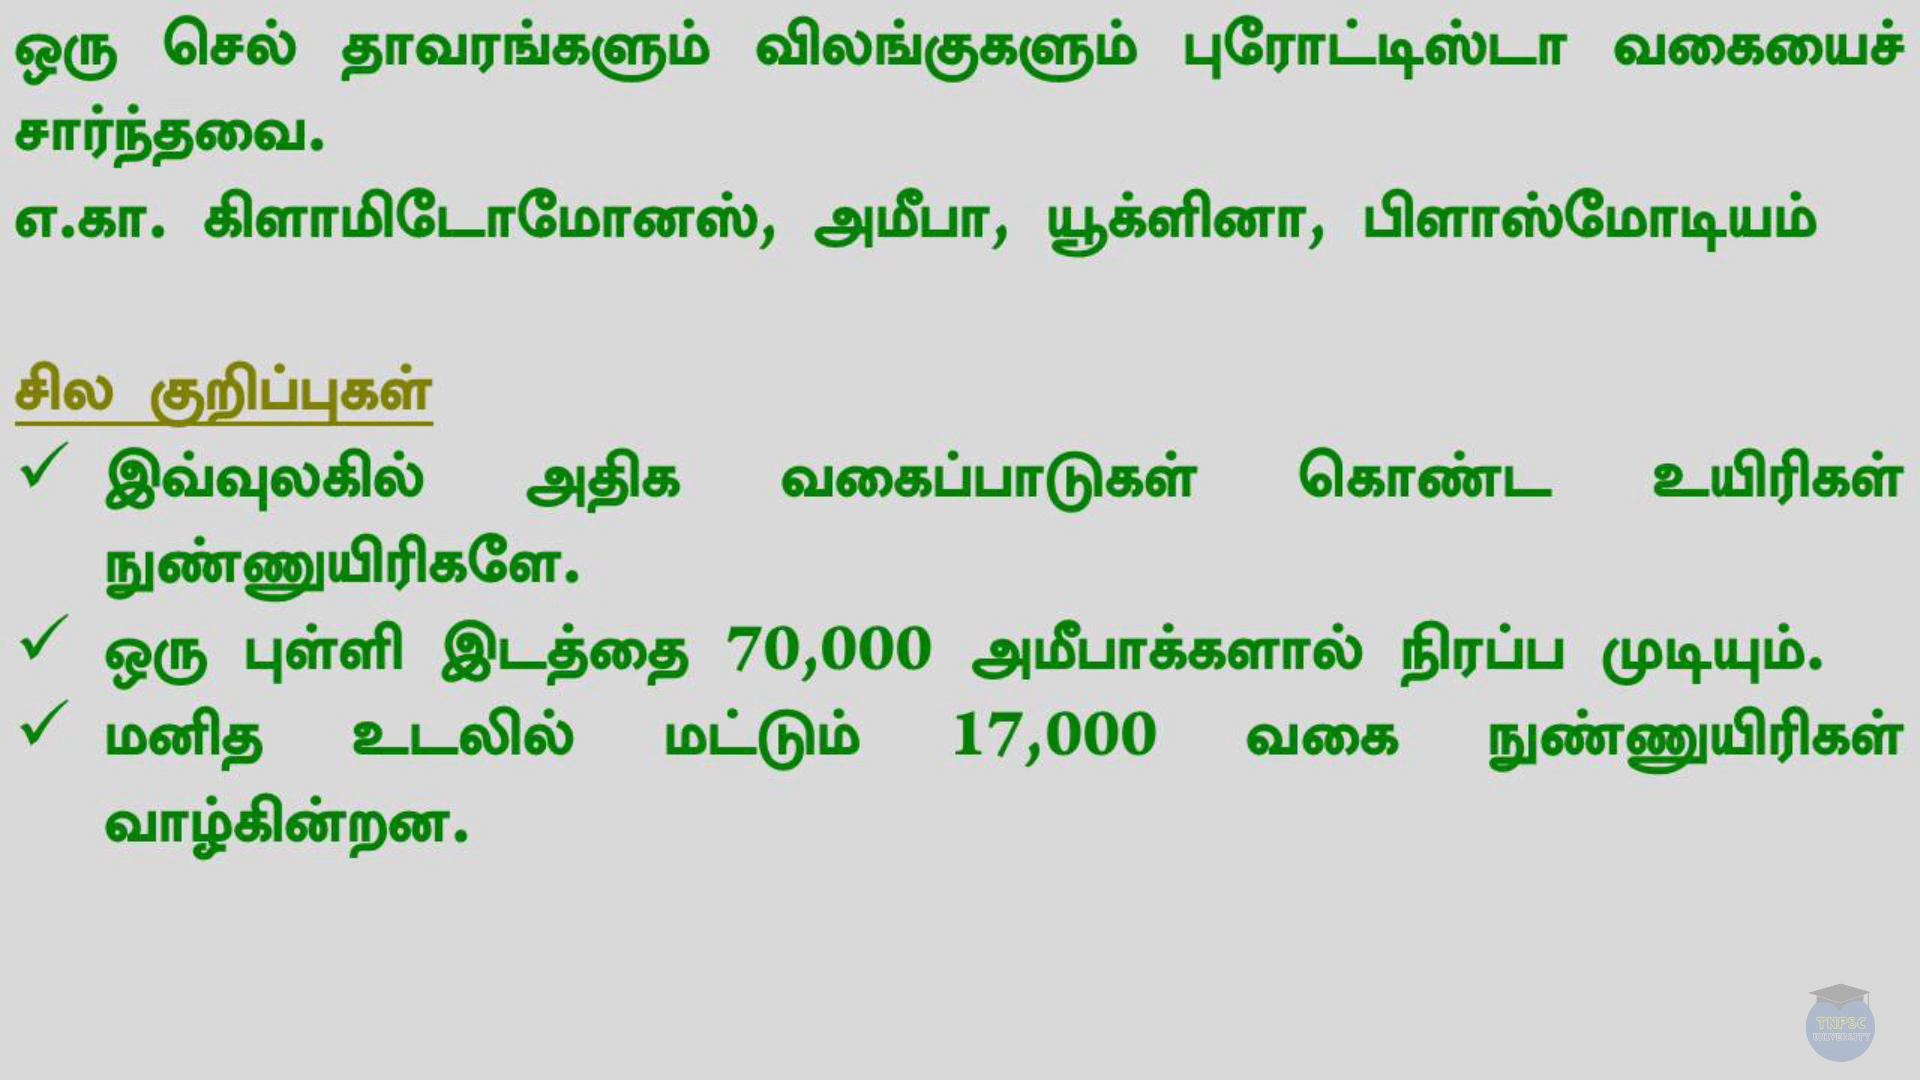 ஒரு செல் தாவரங்களும் விலங்குகளும் புரோட்டிஸ்டா வகையைச்
சார்ந்தவை.
எ.கா. கிளாமிடோமோனஸ், அமீபா, யூக்ளினா, பிளாஸ்மோடியம்
சில குறிப்புகள்
✓ இவ்வுலகில் அதிக வகைப்பாடுகள் கொண்ட உயிரிகள்
நுண்ணுயிரிகளே.
✓ ஒரு புள்ளி இடத்தை 70,000 அமீபாக்களால் நிரப்ப முடியும்.
✓ மனித உடலில் மட்டும் 17,000 வகை நுண்ணுயிரிகள்
வாழ்கின்றன.
TNPSC
UNIVERSITY